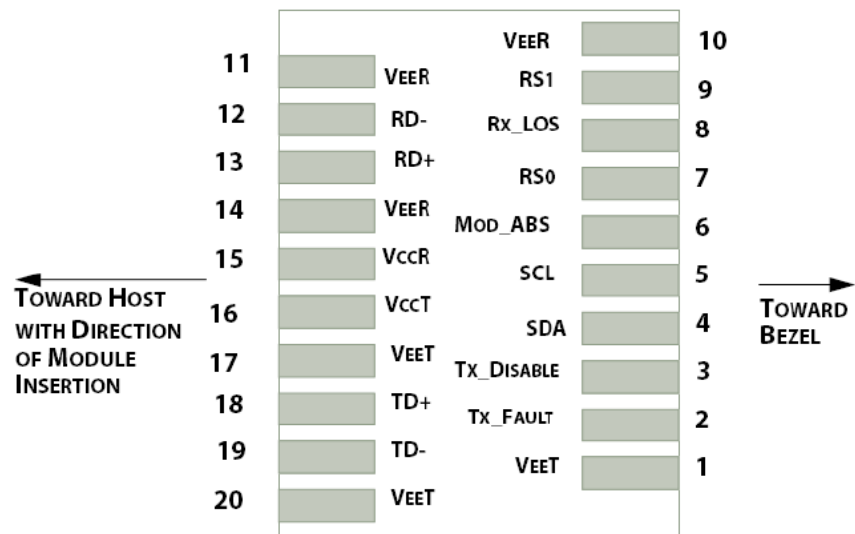 11
VEER
12
RD-
13
RD+
14
VEER
15
VCCR
16
VCCT
17
VEET
18
TD+
19
TD-
20
VEET
VEER
10
RS1
9
RX_LOS
8
RS0
7
MOD_ABS
6
SCL
5
SDA
4
TX_DISABLE
3
TX_FAULT
2
VEET
1
TOWARD HOST
WITH DIRECTION
OF MODULE
INSERTION
TOWARD
BEZEL